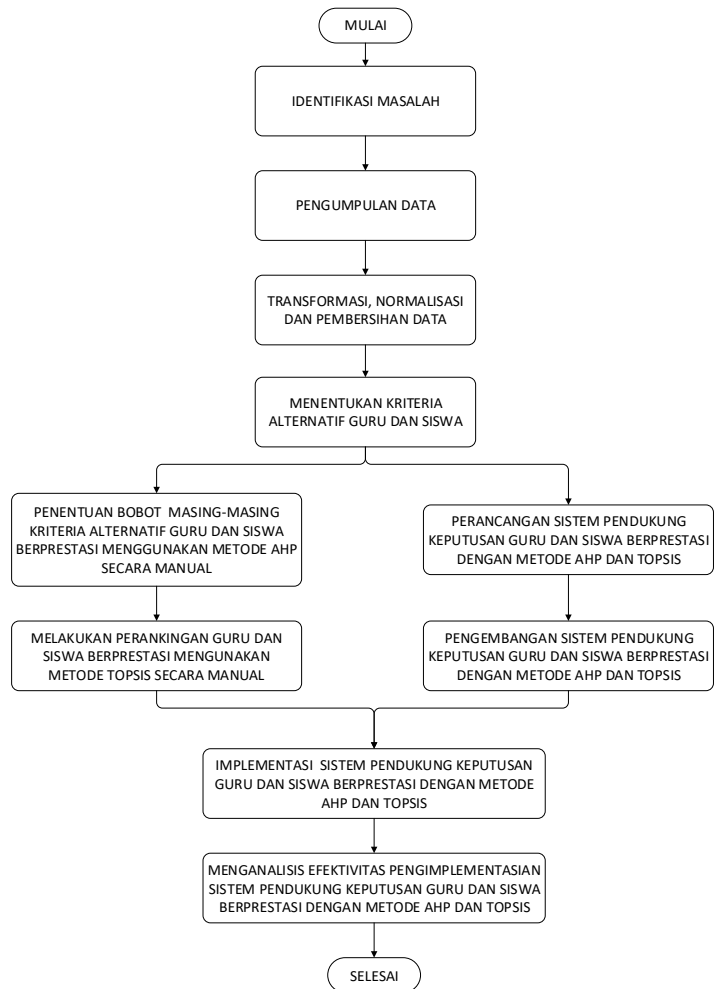 MULAI
IDENTIFIKASI MASALAH
PENGUMPULAN DATA
TRANSFORMASI, NORMALISASI
DAN PEMBERSIHAN DATA
MENENTUKAN KRITERIA
ALTERNATIF GURU DAN SISWA
PENENTUAN BOBOT MASING-MASING
KRITERIA ALTERNATIF GURU DAN SISWA
BERPRESTASI MENGGUNAKAN METODE AHP
SECARA MANUAL
PERANCANGAN SISTEM PENDUKUNG
KEPUTUSAN GURU DAN SISWA BERPRESTASI
DENGAN METODE AHP DAN TOPSIS
MELAKUKAN PERANKINGAN GURU DAN
SISWA BERPRESTASI MENGUNAKAN
METODE TOPSIS SECARA MANUAL
PENGEMBANGAN SISTEM PENDUKUNG
KEPUTUSAN GURU DAN SISWA BERPRESTASI
DENGAN METODE AHP DAN TOPSIS
IMPLEMENTASI SISTEM PENDUKUNG KEPUTUSAN
GURU DAN SISWA BERPRESTASI DENGAN METODE
AHP DAN TOPSIS
MENGANALISIS EFEKTIVITAS PENGIMPLEMENTASIAN
SISTEM PENDUKUNG KEPUTUSAN GURU DAN SISWA
BERPRESTASI DENGAN METODE AHP DAN TOPSIS
SELESAI